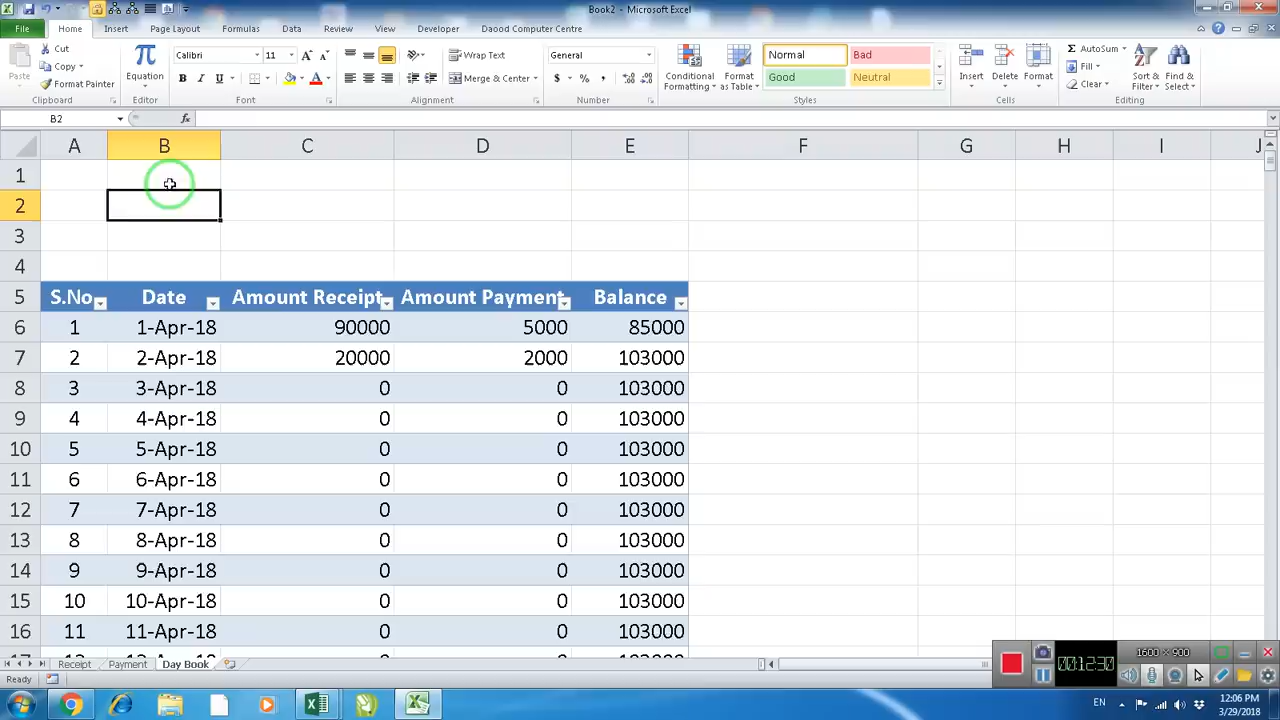 Book2 - Microsoft Excel
File Home Insert Page Layout Formulas Data Review View Developer Daoos Computer Centre
Paste Cut Copy Format Painter Clipboard
Equation Editor
Calibri 11 B I U Font
Wrap Text Merge & Center Alignment
General $ % , Number
Conditional Formatting Format as Table Normal Bad Good Neutral Styles
Insert Delete Format Cells
AutoSum Fill Clear Sort & Filter Find & Select Editing
B2 fx
A B C D E F G H I J
1
2
3
4
5 S.No Date Amount Receipt Amount Payment Balance
6 1 1-Apr-18 90000 5000 85000
7 2 2-Apr-18 20000 2000 103000
8 3 3-Apr-18 0 0 103000
9 4 4-Apr-18 0 0 103000
10 5 5-Apr-18 0 0 103000
11 6 6-Apr-18 0 0 103000
12 7 7-Apr-18 0 0 103000
13 8 8-Apr-18 0 0 103000
14 9 9-Apr-18 0 0 103000
15 10 10-Apr-18 0 0 103000
16 11 11-Apr-18 0 0 103000
Receipt Payment Day Book
Ready
00:12:30 1600 × 900
EN 12:06 PM
3/29/2018